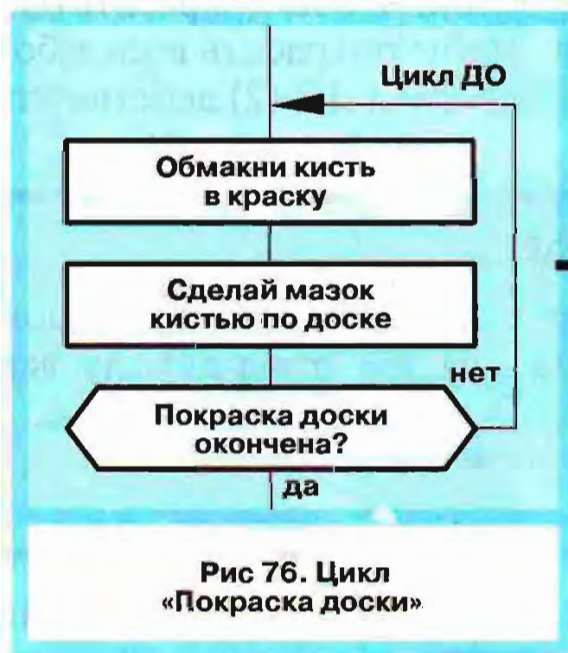 Цикл ДО
Обмакни кисть
в краску
Сделай мазок
кистью по доске
нет
Покраска доски
окончена?
да
Рис 76. Цикл
«Покраска доски»